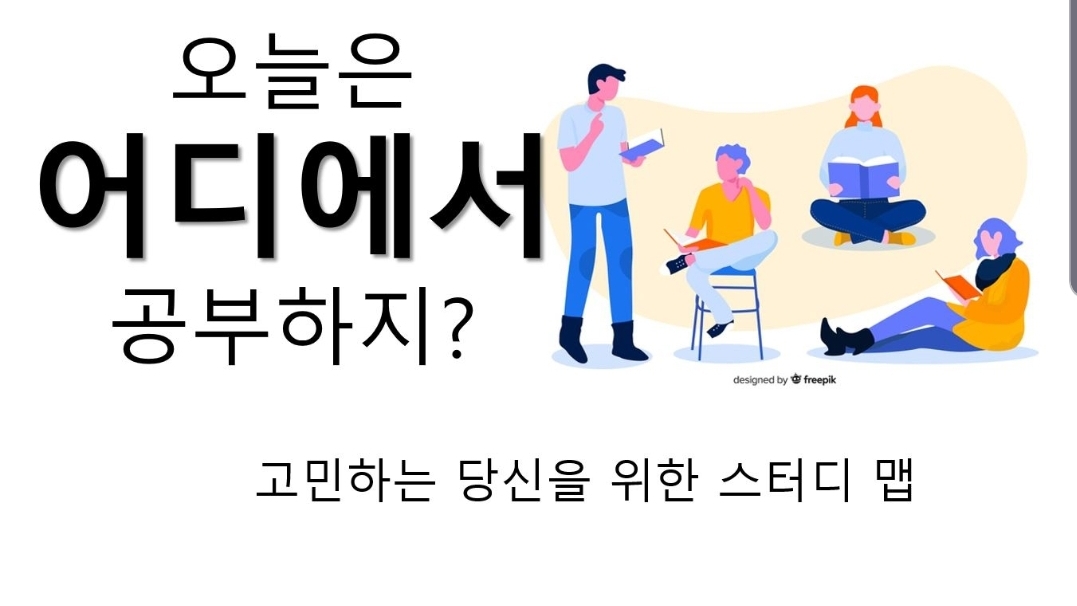 오늘은
어디에서
공부하지?
designed by freepik
고민하는 당신을 위한 스터디 맵